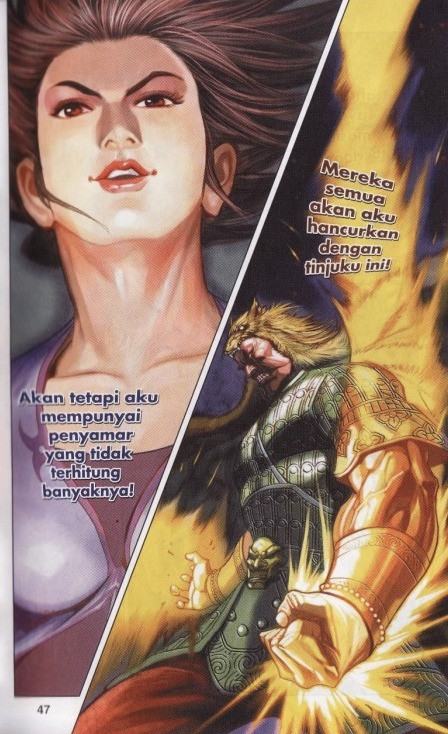 Akan tetapi aku
mempunyai
penyamar
yang tidak
terhitung
banyaknya!
Mereka
semua
akan aku
hancurkan
dengan
tinjuku ini!
47